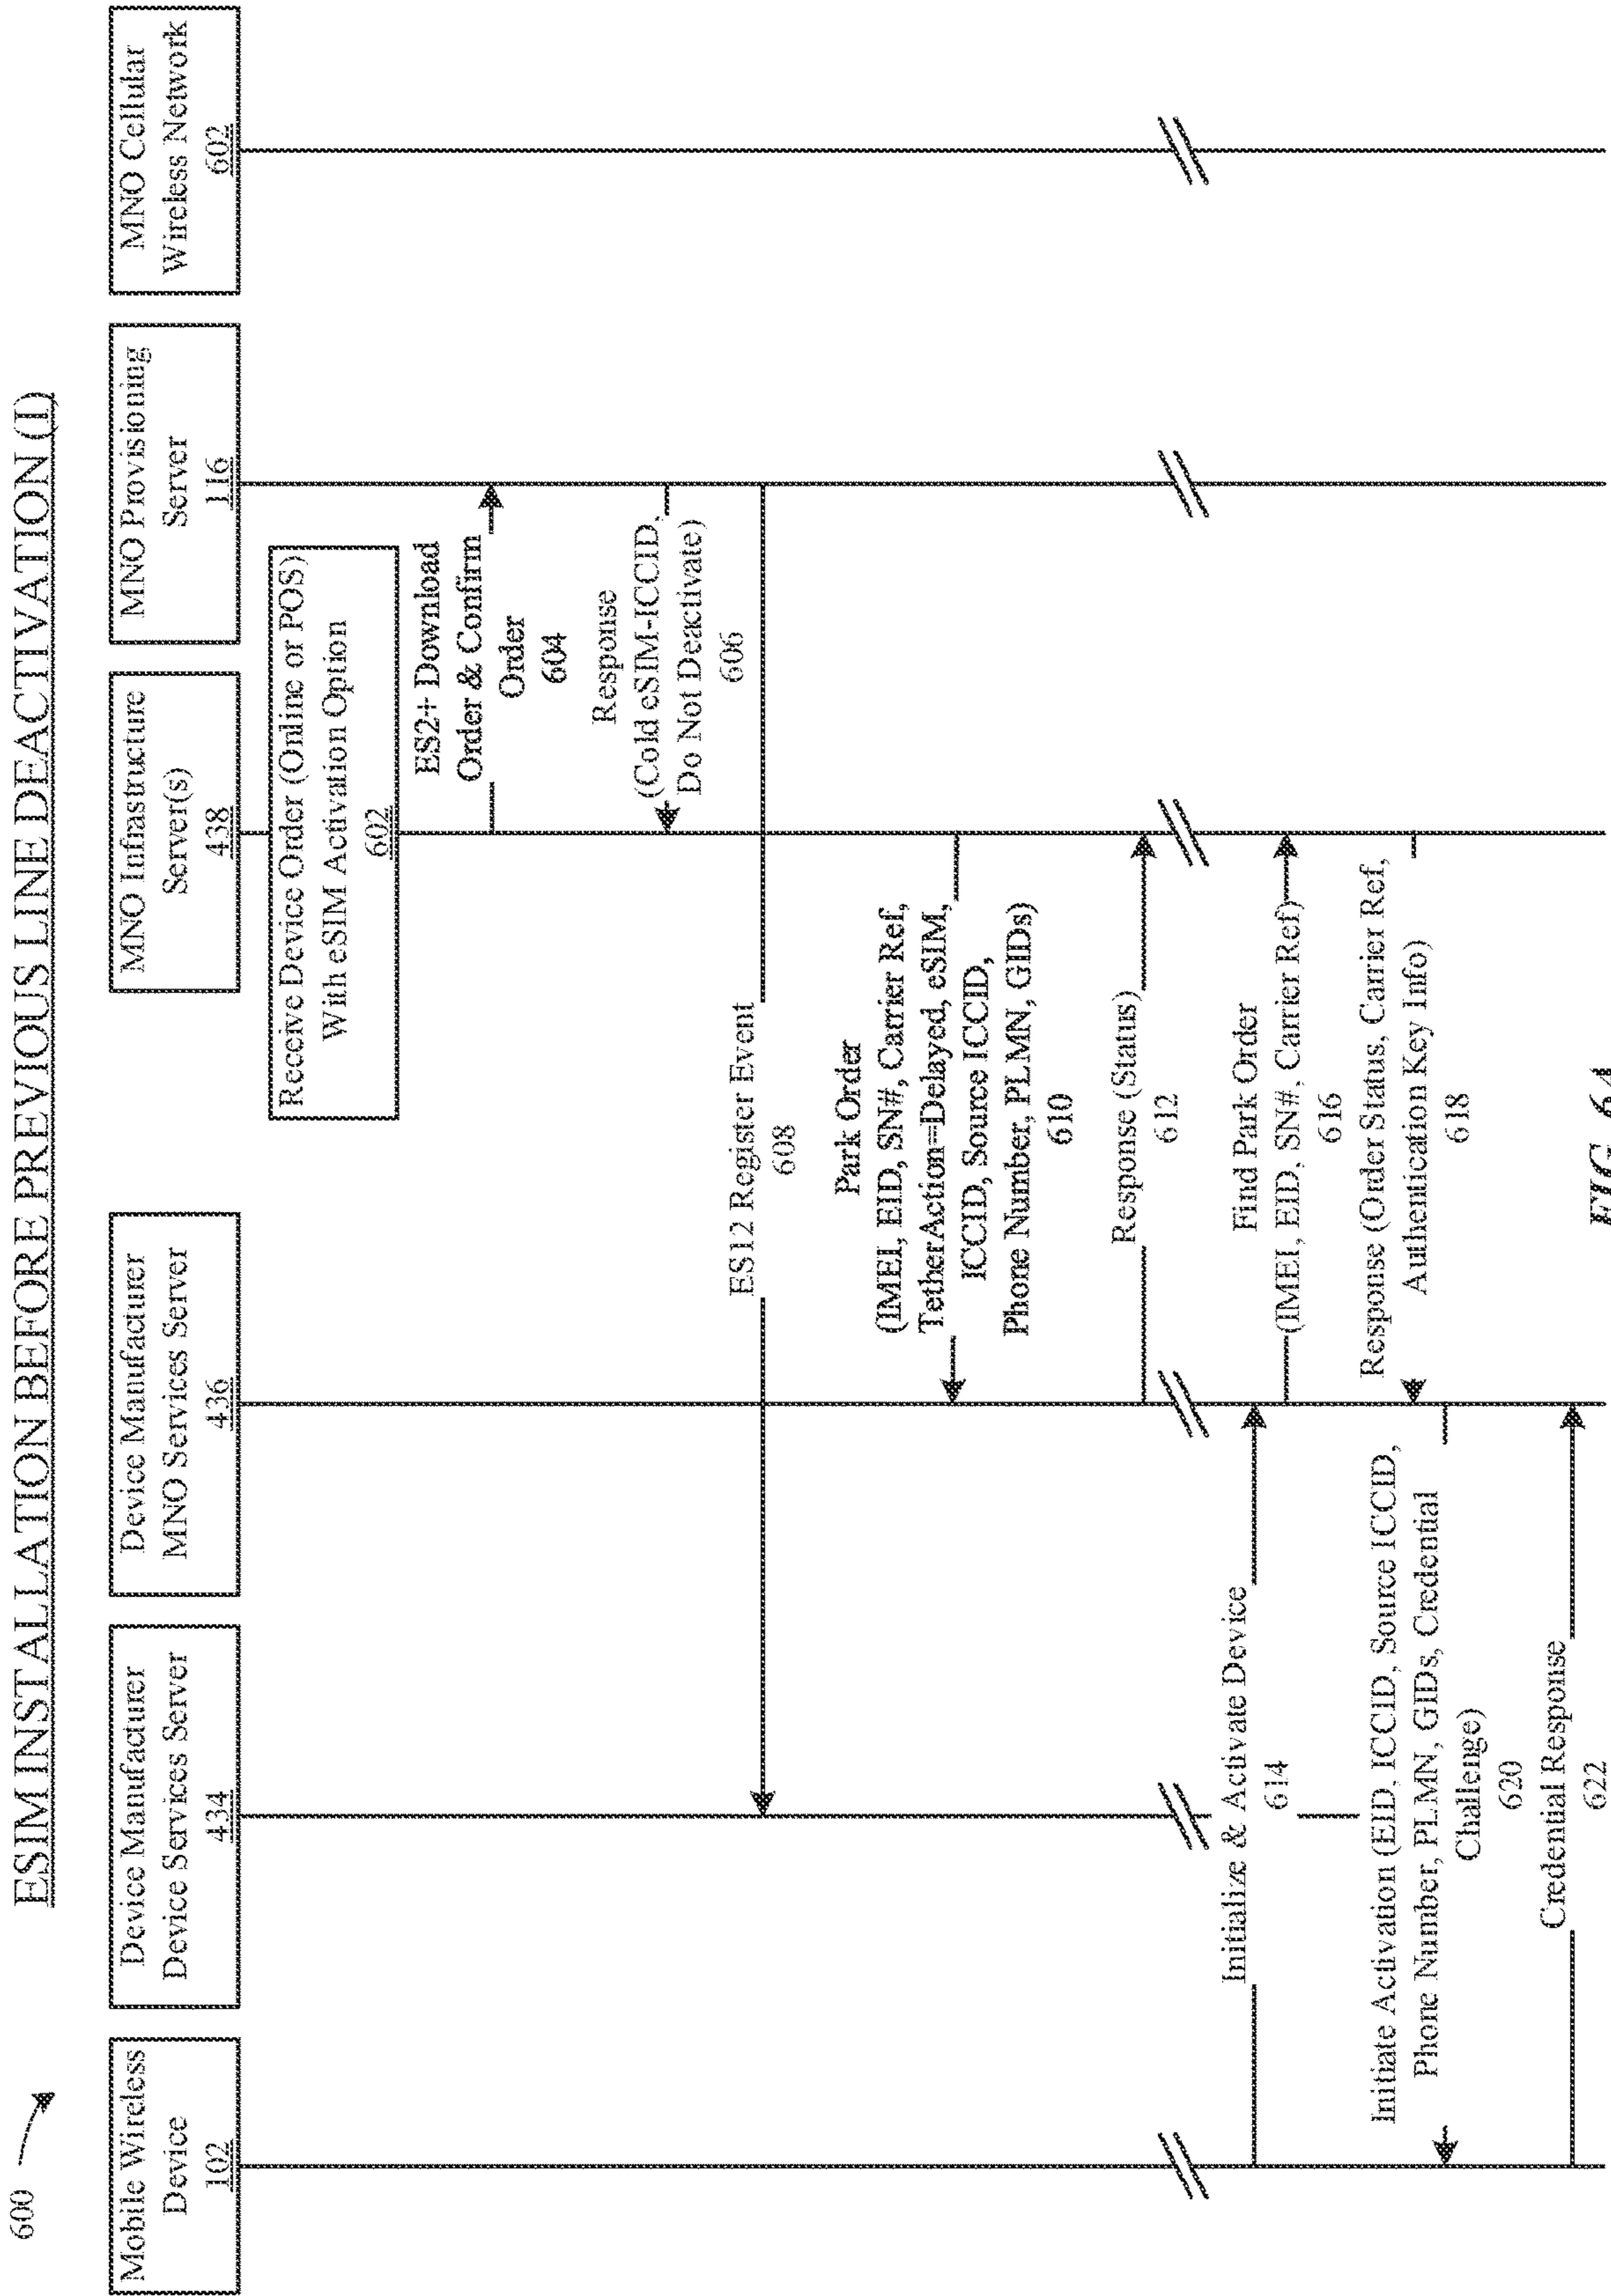 600
ESIM INSTALLATION BEFORE PREVIOUS LINE DEACTIVATION (I)
Mobile Wireless
Device
102
Device Manufacturer
Device Services Server
434
Device Manufacturer
MNO Services Server
436
MNO Infrastructure
Server(s)
438
MNO Provisioning
Server
116
MNO Cellular
Wireless Network
602
Receive Device Order (Online or POS)
With eSIM Activation Option
602
ES2+ Download
Order & Confirm
Order
604
Response
(Cold eSIM-ICCID,
Do Not Deactivate)
606
ES12 Register Event
608
Park Order
(IMEI, EID, SN#, Carrier Ref,
TetherAction=Delayed, eSIM,
ICCID, Source ICCID,
Phone Number, PLMN, GIDs)
610
Response (Status)
612
Initialize & Activate Device
614
Find Park Order
(IMEI, EID, SN#, Carrier Ref)
616
Response (Order Status, Carrier Ref,
Authentication Key Info)
618
Initiate Activation (EID, ICCID, Source ICCID,
Phone Number, PLMN, GIDs, Credential
Challenge)
620
Credential Response
622
FIG. 6A